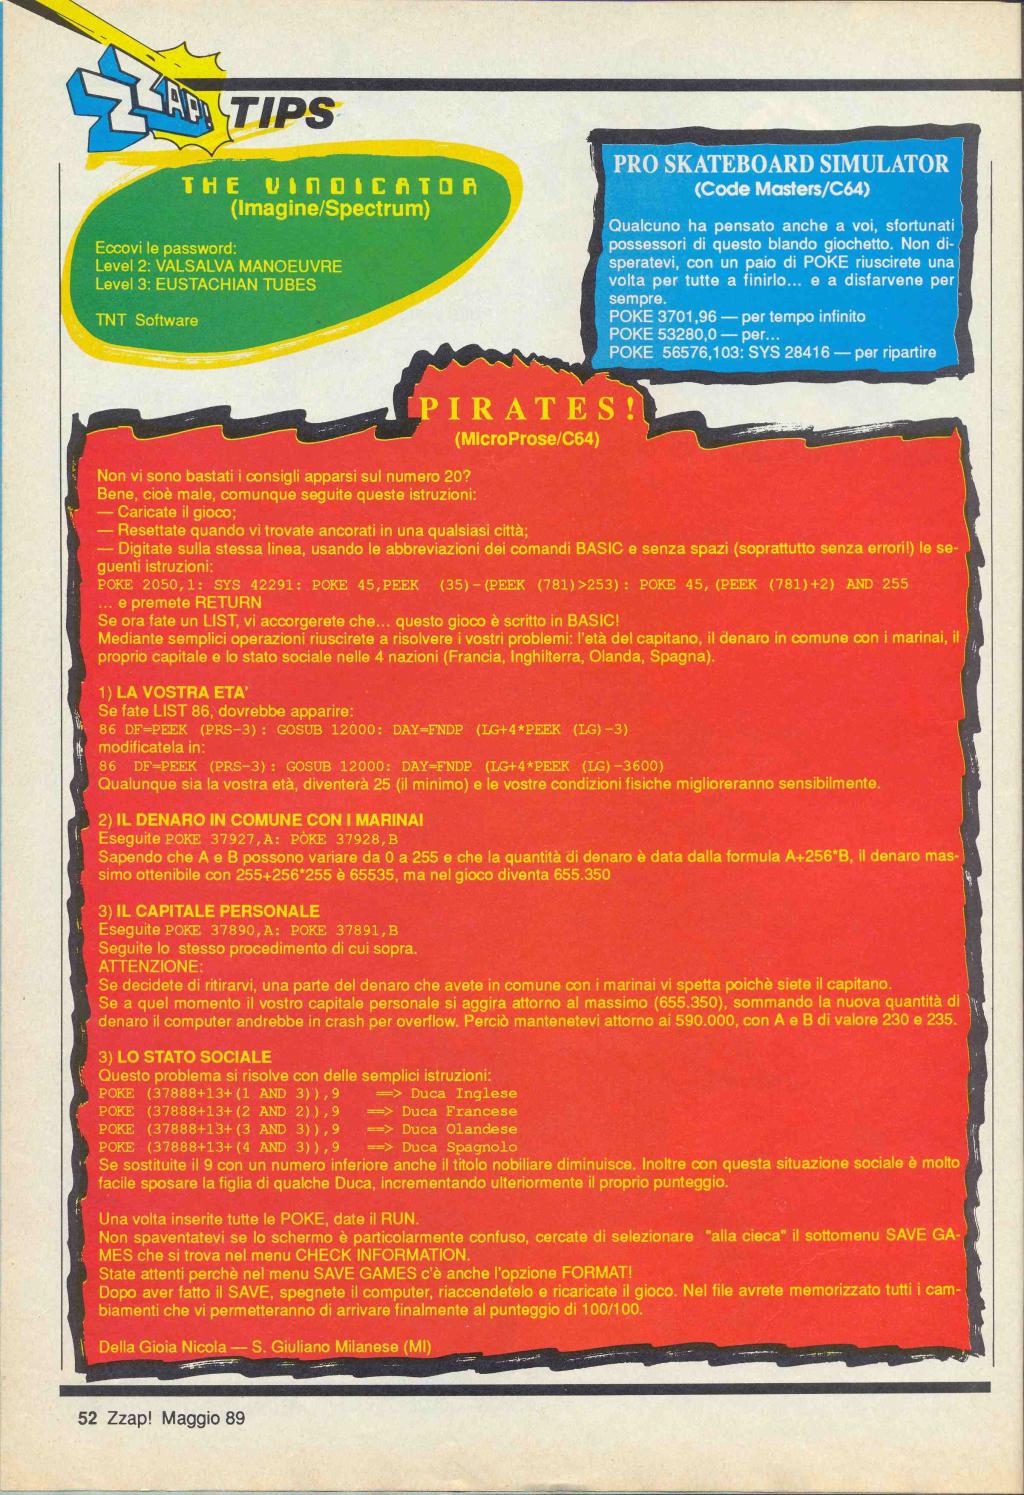 ZZAP! TIPS
THE VINDICATOR
(Imagine/Spectrum)
Eccovi le password:
Level 2: VALSALVA MANOEUVRE
Level 3: EUSTACHIAN TUBES
TNT Software
PRO SKATEBOARD SIMULATOR
(Code Masters/C64)
Qualcuno ha pensato anche a voi, sfortunati
possessori di questo blando giochetto. Non di-
speratevi, con un paio di POKE riuscirete una
volta per tutte a finirlo... e a disfarvene per
sempre.
POKE 3701,96 — per tempo infinito
POKE 53280,0 — per...
POKE 56576,103: SYS 28416 — per ripartire
PIRATES!
(MicroProse/C64)
Non vi sono bastati i consigli apparsi sul numero 20?
Bene, cioè male, comunque seguite queste istruzioni:
— Caricate il gioco;
— Resettate quando vi trovate ancorati in una qualsiasi città;
— Digitate sulla stessa linea, usando le abbreviazioni dei comandi BASIC e senza spazi (soprattutto senza errori!) le se-
guenti istruzioni:
POKE 2050,1: SYS 42291: POKE 45,PEEK (35)-(PEEK (781)>253): POKE 45,(PEEK (781)+2) AND 255
... e premete RETURN
Se ora fate un LIST, vi accorgerete che... questo gioco è scritto in BASIC!
Mediante semplici operazioni riuscirete a risolvere i vostri problemi: l'età del capitano, il denaro in comune con i marinai, il
proprio capitale e lo stato sociale nelle 4 nazioni (Francia, Inghilterra, Olanda, Spagna).
1) LA VOSTRA ETA'
Se fate LIST 86, dovrebbe apparire:
86 DF=PEEK (PRS-3): GOSUB 12000: DAY=FNDP (LG+4*PEEK (LG)-3)
modificatela in:
86 DF=PEEK (PRS-3): GOSUB 12000: DAY=FNDP (LG+4*PEEK (LG)-3600)
Qualunque sia la vostra età, diventerà 25 (il minimo) e le vostre condizioni fisiche miglioreranno sensibilmente.
2) IL DENARO IN COMUNE CON I MARINAI
Eseguite POKE 37927,A: POKE 37928,B
Sapendo che A e B possono variare da 0 a 255 e che la quantità di denaro è data dalla formula A+256*B, il denaro mas-
simo ottenibile con 255+256*255 è 65535, ma nel gioco diventa 655.350
3) IL CAPITALE PERSONALE
Eseguite POKE 37890,A: POKE 37891,B
Seguite lo stesso procedimento di cui sopra.
ATTENZIONE:
Se decidete di ritirarvi, una parte del denaro che avete in comune con i marinai vi spetta poichè siete il capitano.
Se a quel momento il vostro capitale personale si aggira attorno al massimo (655.350), sommando la nuova quantità di
denaro il computer andrebbe in crash per overflow. Perciò mantenetevi attorno ai 590.000, con A e B di valore 230 e 235.
3) LO STATO SOCIALE
Questo problema si risolve con delle semplici istruzioni:
POKE (37888+13+(1 AND 3)),9 ==> Duca Inglese
POKE (37888+13+(2 AND 2)),9 ==> Duca Francese
POKE (37888+13+(3 AND 3)),9 ==> Duca Olandese
POKE (37888+13+(4 AND 3)),9 ==> Duca Spagnolo
Se sostituite il 9 con un numero inferiore anche il titolo nobiliare diminuisce. Inoltre con questa situazione sociale è molto
facile sposare la figlia di qualche Duca, incrementando ulteriormente il proprio punteggio.
Una volta inserite tutte le POKE, date il RUN.
Non spaventatevi se lo schermo è particolarmente confuso, cercate di selezionare "alla cieca" il sottomenu SAVE GA-
MES che si trova nel menu CHECK INFORMATION.
State attenti perchè nel menu SAVE GAMES c'è anche l'opzione FORMAT!
Dopo aver fatto il SAVE, spegnete il computer, riaccendetelo e ricaricate il gioco. Nel file avrete memorizzato tutti i cam-
biamenti che vi permetteranno di arrivare finalmente al punteggio di 100/100.
Della Gioia Nicola — S. Giuliano Milanese (MI)
52 Zzap! Maggio 89